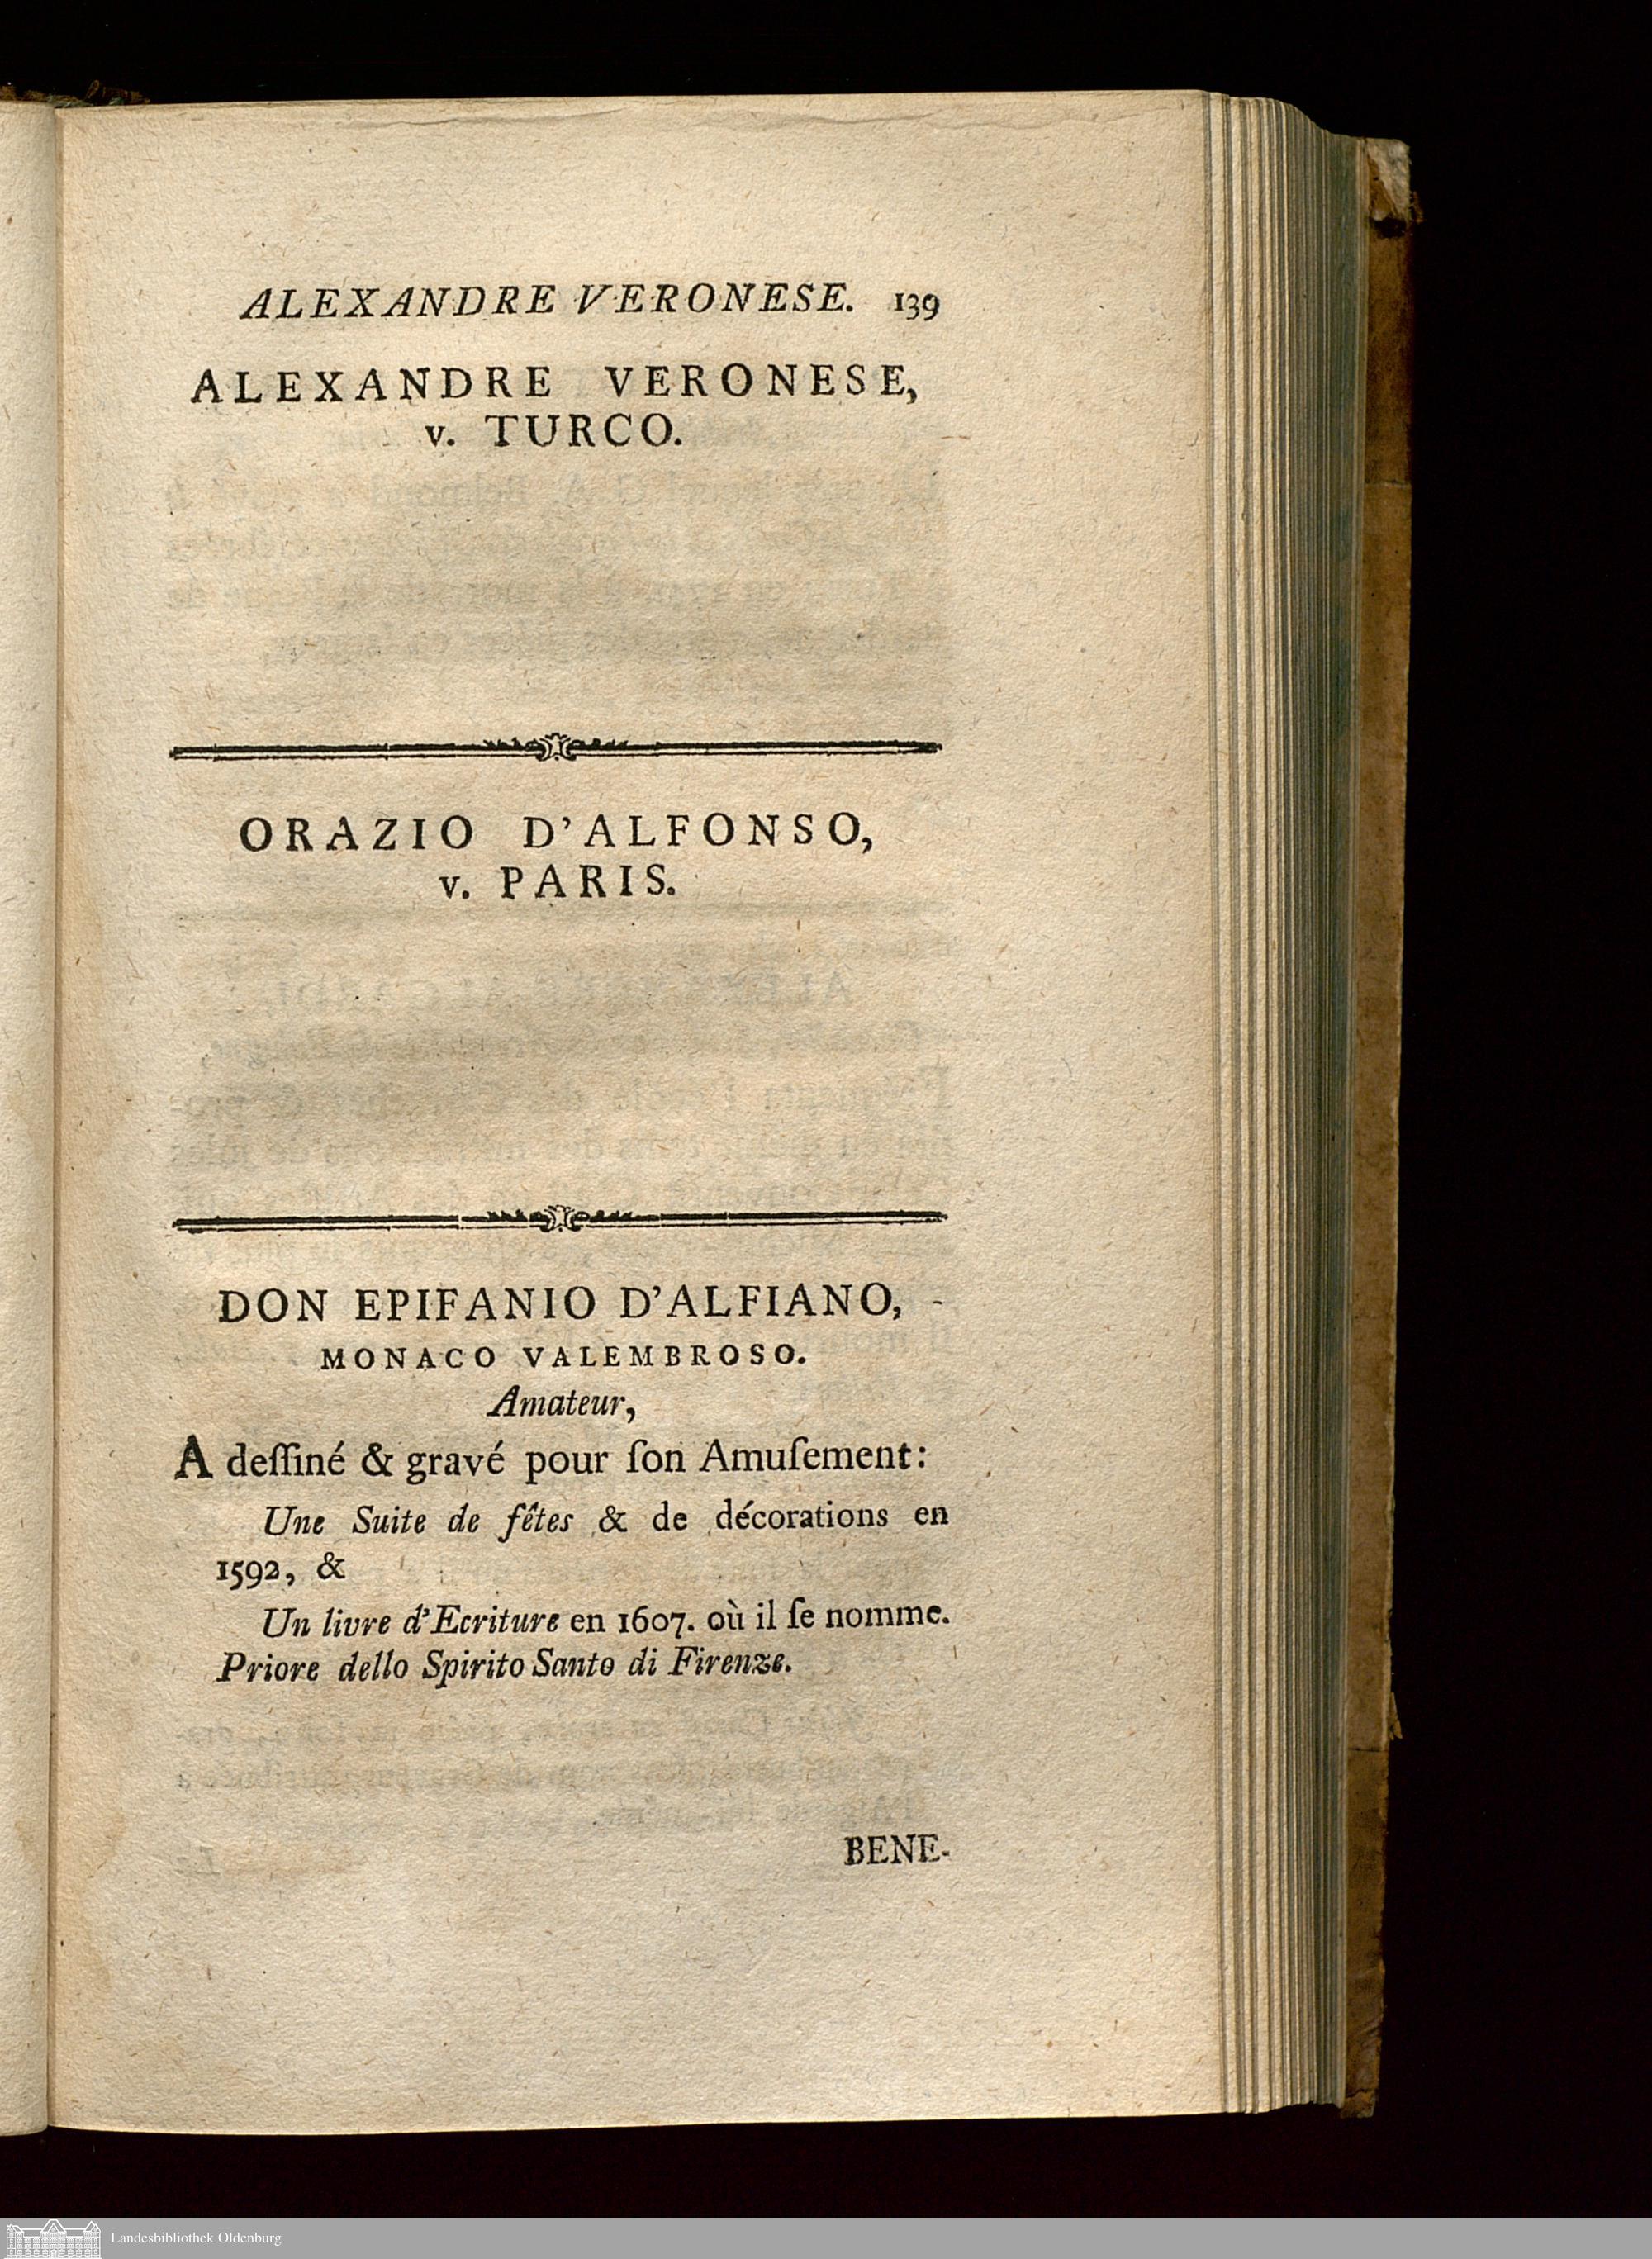 ALEXANDRE VERONESE. 139
ALEXANDRE VERONESE,
v. TURCO.
ORAZIO D'ALFONSO,
v. PARIS.
DON EPIFANIO D'ALFIANO, -
MONACO VALEMBROSO.
Amateur,
A deſſiné & gravé pour ſon Amuſement:
Une Suite de fêtes & de décorations en
1592, &
Un livre d'Ecriture en 1607. où il ſe nomme.
Priore dello Spirito Santo di Firenze.
BENE-
Landesbibliothek Oldenburg